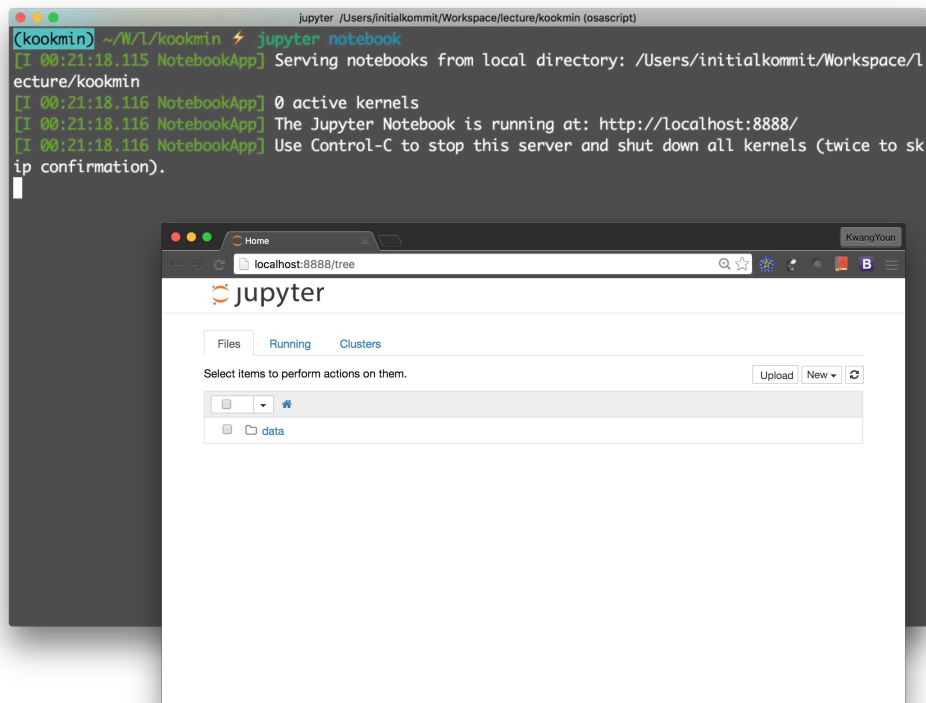 jupyter /Users/initialkommit/Workspace/lecture/kookmin (osascript)
(kookmin) ~/W/l/kookmin ⚡ jupyter notebook
[I 00:21:18.115 NotebookApp] Serving notebooks from local directory: /Users/initialkommit/Workspace/l
ecture/kookmin
[I 00:21:18.116 NotebookApp] 0 active kernels
[I 00:21:18.116 NotebookApp] The Jupyter Notebook is running at: http://localhost:8888/
[I 00:21:18.116 NotebookApp] Use Control-C to stop this server and shut down all kernels (twice to sk
ip confirmation).
Home
KwangYoun
localhost:8888/tree
B
jupyter
Files Running Clusters
Select items to perform actions on them.
Upload New
data